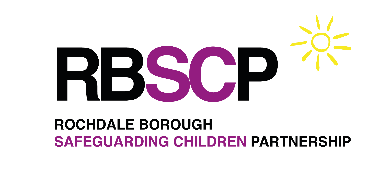 RBSCP
ROCHDALE BOROUGH
SAFEGUARDING CHILDREN PARTNERSHIP